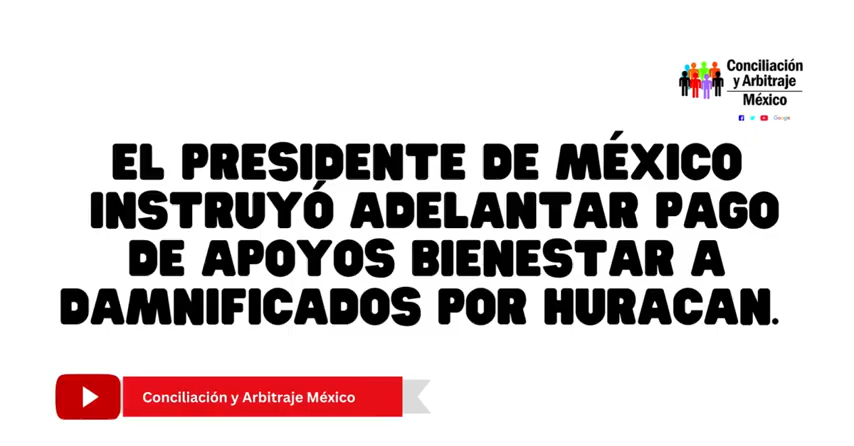 Conciliación
y Arbitraje
México
Google
EL PRESIDENTE DE MÉXICO
INSTRUYÓ ADELANTAR PAGO
DE APOYOS BIENESTAR A
DAMNIFICADOS POR HURACAN.
Conciliación y Arbitraje México